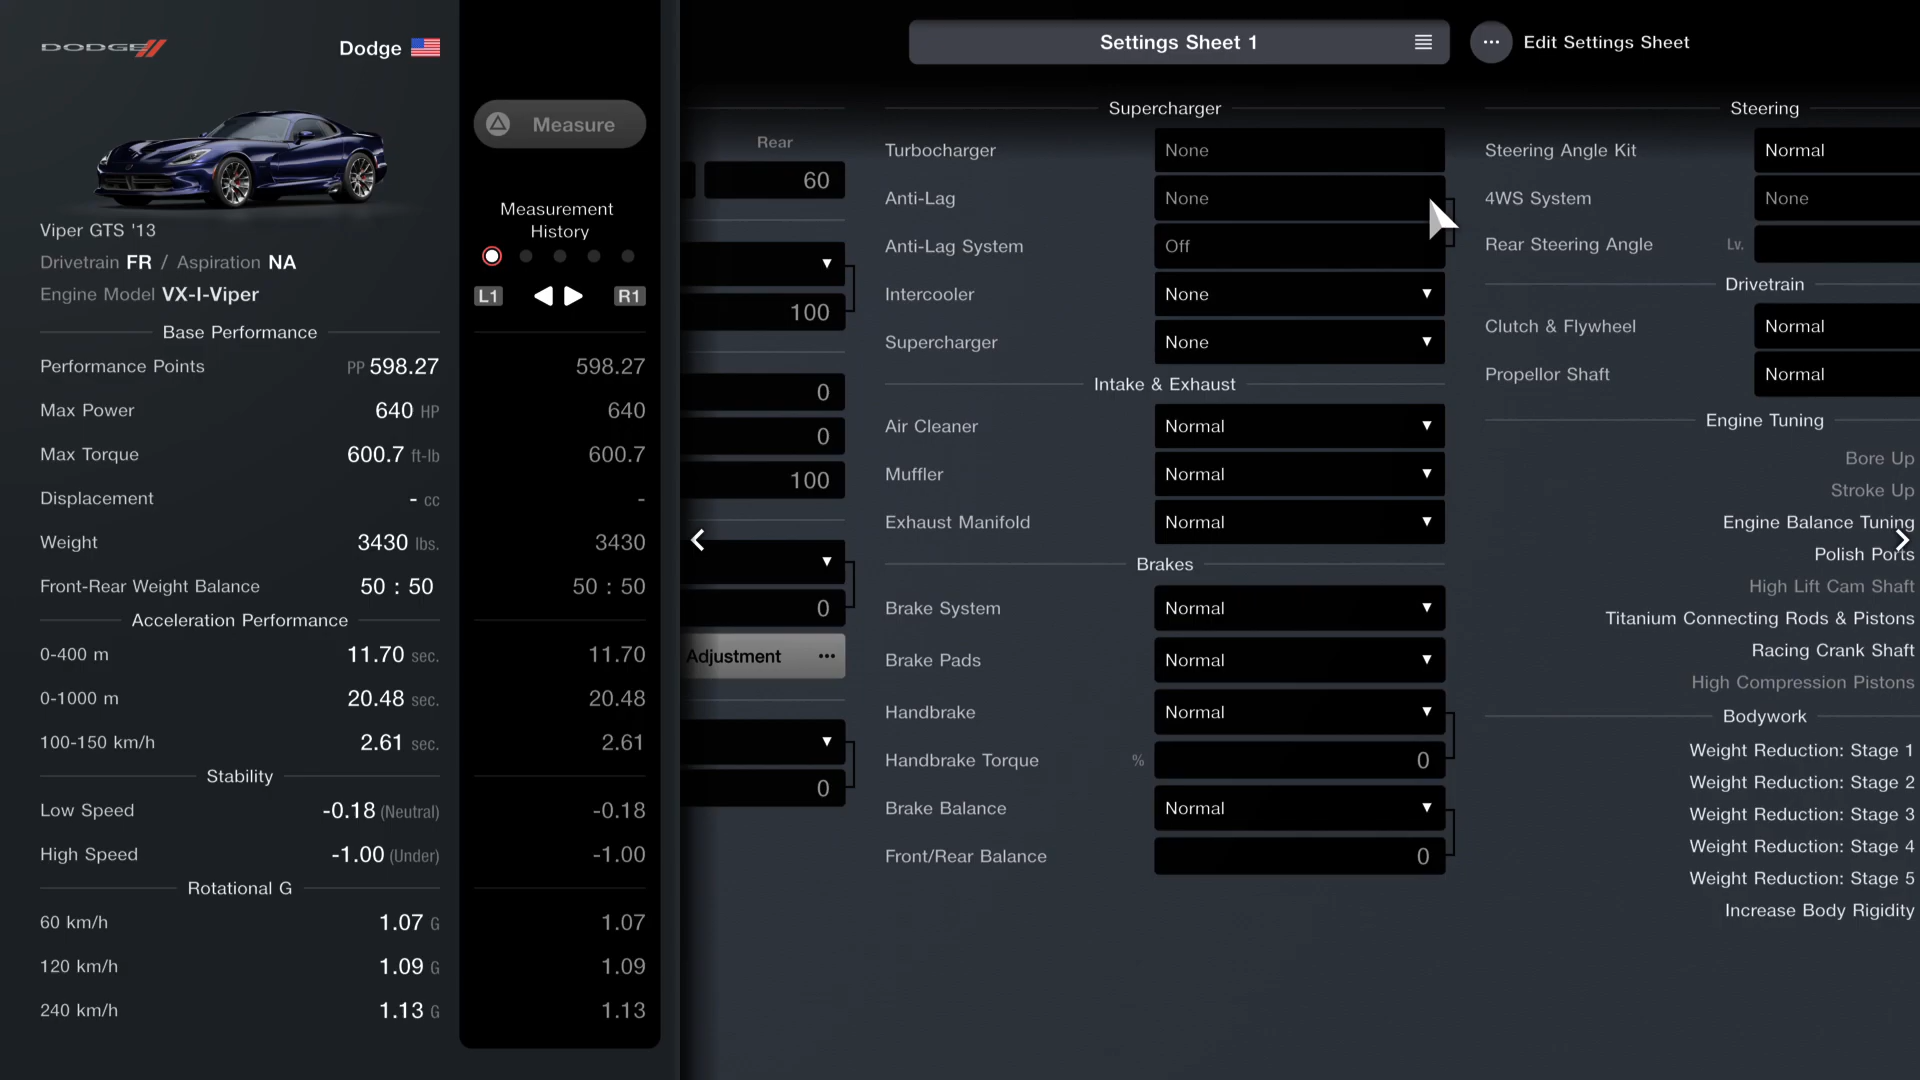 DODGE
Dodge
Viper GTS '13
Drivetrain FR / Aspiration NA
Engine Model VX-I-Viper
Base Performance
Performance Points PP 598.27
Max Power 640 HP
Max Torque 600.7 ft-lb
Displacement - cc
Weight 3430 lbs.
Front-Rear Weight Balance 50 : 50
Acceleration Performance
0-400 m 11.70 sec.
0-1000 m 20.48 sec.
100-150 km/h 2.61 sec.
Stability
Low Speed -0.18 (Neutral)
High Speed -1.00 (Under)
Rotational G
60 km/h 1.07 G
120 km/h 1.09 G
240 km/h 1.13 G
Measure
Measurement
History
L1 R1
598.27
640
600.7
-
3430
50 : 50
11.70
20.48
2.61
-0.18
-1.00
1.07
1.09
1.13
Settings Sheet 1
Edit Settings Sheet
Rear
60
100
0
0
100
0
Adjustment
0
Supercharger
Turbocharger None
Anti-Lag None
Anti-Lag System Off
Intercooler None
Supercharger None
Intake & Exhaust
Air Cleaner Normal
Muffler Normal
Exhaust Manifold Normal
Brakes
Brake System Normal
Brake Pads Normal
Handbrake Normal
Handbrake Torque % 0
Brake Balance Normal
Front/Rear Balance 0
Steering
Steering Angle Kit Normal
4WS System None
Rear Steering Angle Lv.
Drivetrain
Clutch & Flywheel Normal
Propellor Shaft Normal
Engine Tuning
Bore Up
Stroke Up
Engine Balance Tuning
Polish Ports
High Lift Cam Shaft
Titanium Connecting Rods & Pistons
Racing Crank Shaft
High Compression Pistons
Bodywork
Weight Reduction: Stage 1
Weight Reduction: Stage 2
Weight Reduction: Stage 3
Weight Reduction: Stage 4
Weight Reduction: Stage 5
Increase Body Rigidity